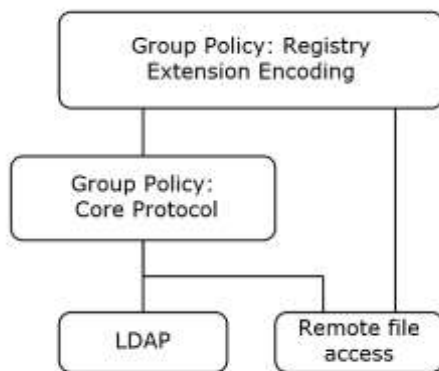 Group Policy: Registry
Extension Encoding
Group Policy:
Core Protocol
LDAP
Remote file
access